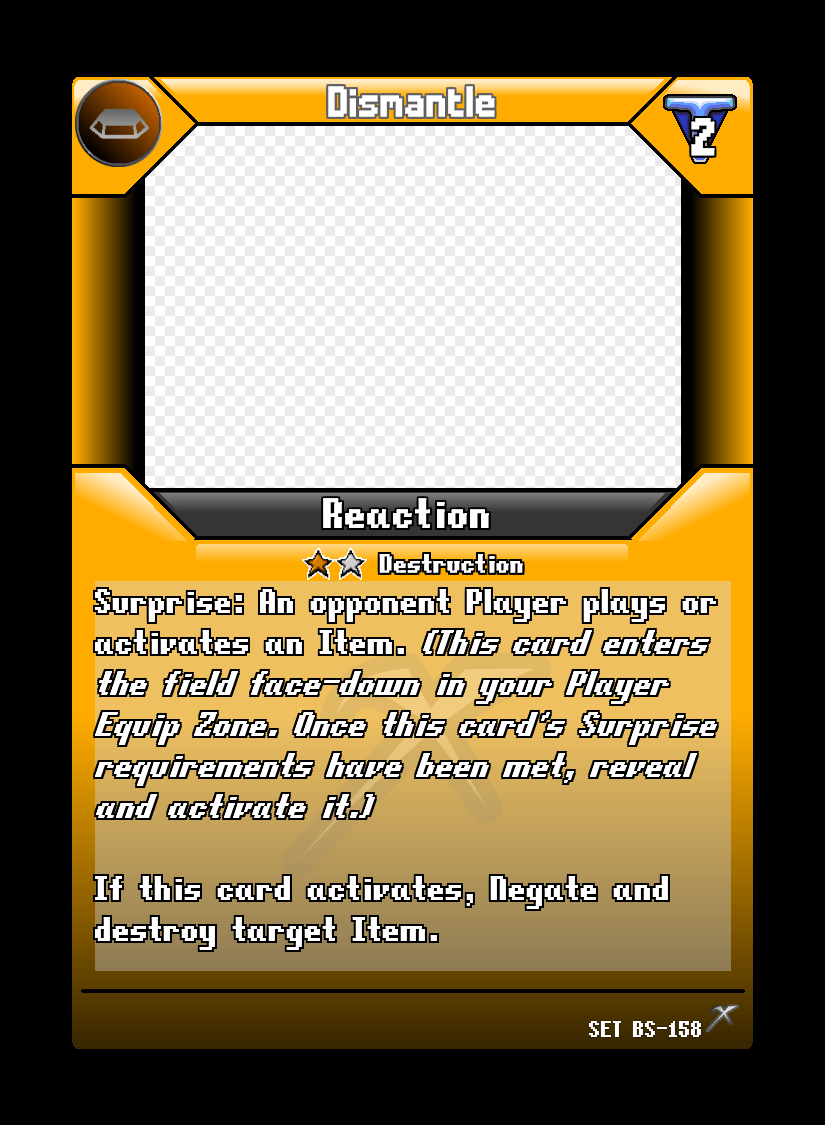 Dismantle
2
Reaction
Destruction
Surprise: An opponent Player plays or
activates an Item. (This card enters
the field face-down in your Player
Equip Zone. Once this card's Surprise
requirements have been met, reveal
and activate it.)
If this card activates, Negate and
destroy target Item.
SET BS-158